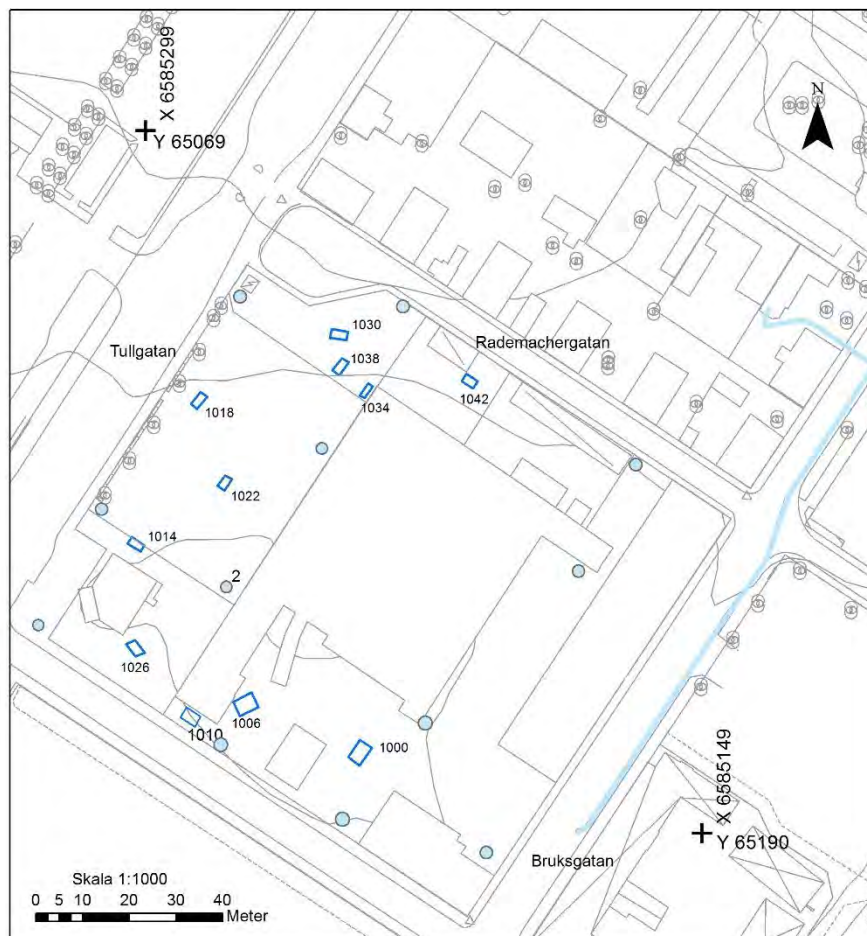 X 6585299
Y 65069
N
Tullgatan
Rademachergatan
1030
1038
1034
1042
1018
1022
1014
2
1026
1006
1010
1000
X 6585149
Y 65190
Bruksgatan
Skala 1:1000
0 5 10 20 30 40
Meter